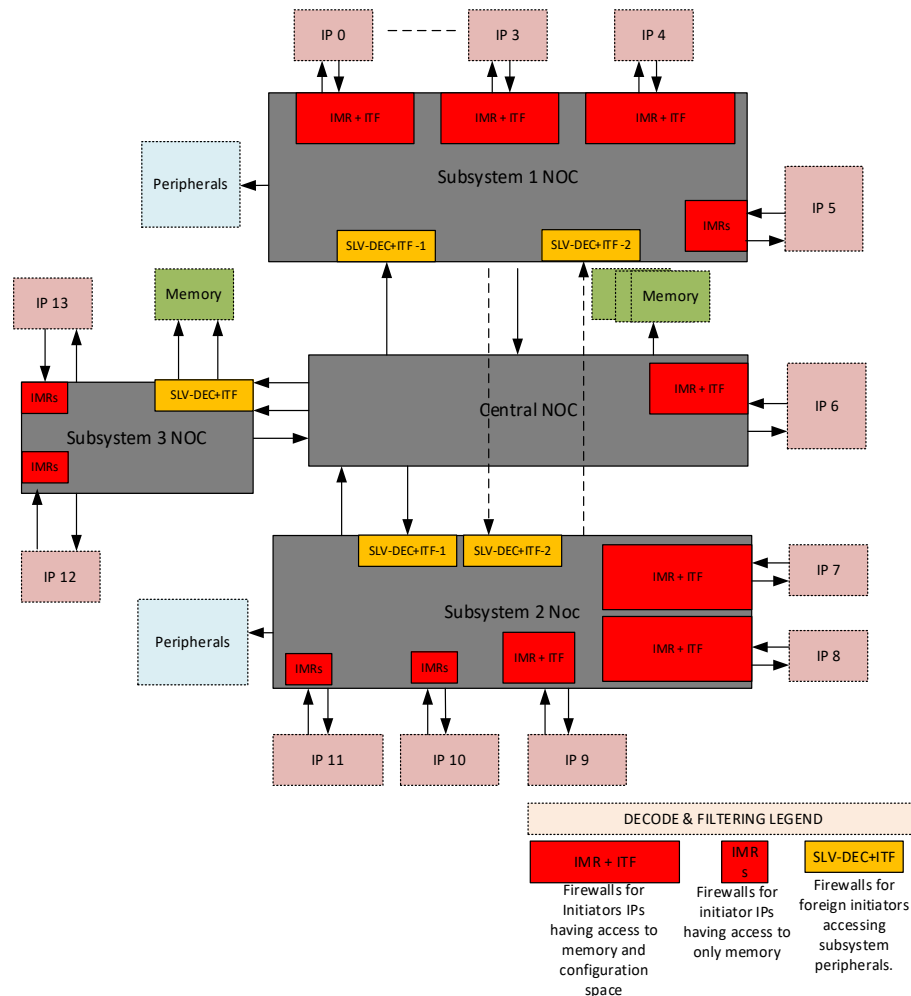 IP 0
IP 3
IP 4
IMR + ITF
IMR + ITF
IMR + ITF
Peripherals
Subsystem 1 NOC
IP 5
IMRs
SLV-DEC+ITF -1
SLV-DEC+ITF -2
IP 13
Memory
Memory
IMRs
SLV-DEC+ITF
IMR + ITF
Central NOC
IP 6
Subsystem 3 NOC
IMRs
SLV-DEC+ITF-1
SLV-DEC+ITF-2
IP 12
IMR + ITF
IP 7
Subsystem 2 Noc
Peripherals
IMRs
IMRs
IMR + ITF
IMR + ITF
IP 8
IP 11
IP 10
IP 9
DECODE & FILTERING LEGEND
IMR + ITF
IMR
s
SLV-DEC+ITF
Firewalls for
Initiators IPs
having access to
memory and
configuration
space
Firewalls for
initiator IPs
having access to
only memory
Firewalls for
foreign initiators
accessing
subsystem
peripherals.